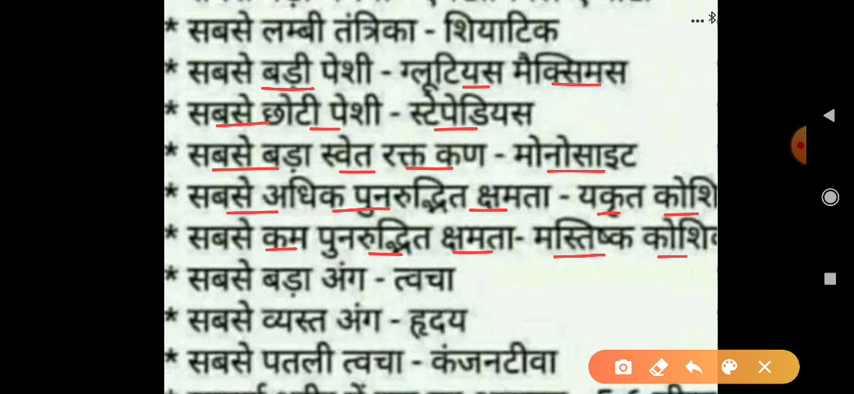 * सबसे लम्बी तंत्रिका - शियाटिक
* सबसे बड़ी पेशी - ग्लूटियस मैक्सिमस
* सबसे छोटी पेशी - स्टेपेडियस
* सबसे बड़ा स्वेत रक्त कण - मोनोसाइट
* सबसे अधिक पुनरुद्भित क्षमता - यकृत कोशि
* सबसे कम पुनरुद्भित क्षमता- मस्तिष्क कोशि
* सबसे बड़ा अंग - त्वचा
* सबसे व्यस्त अंग - हृदय
* सबसे पतली त्वचा - कंजनटीवा